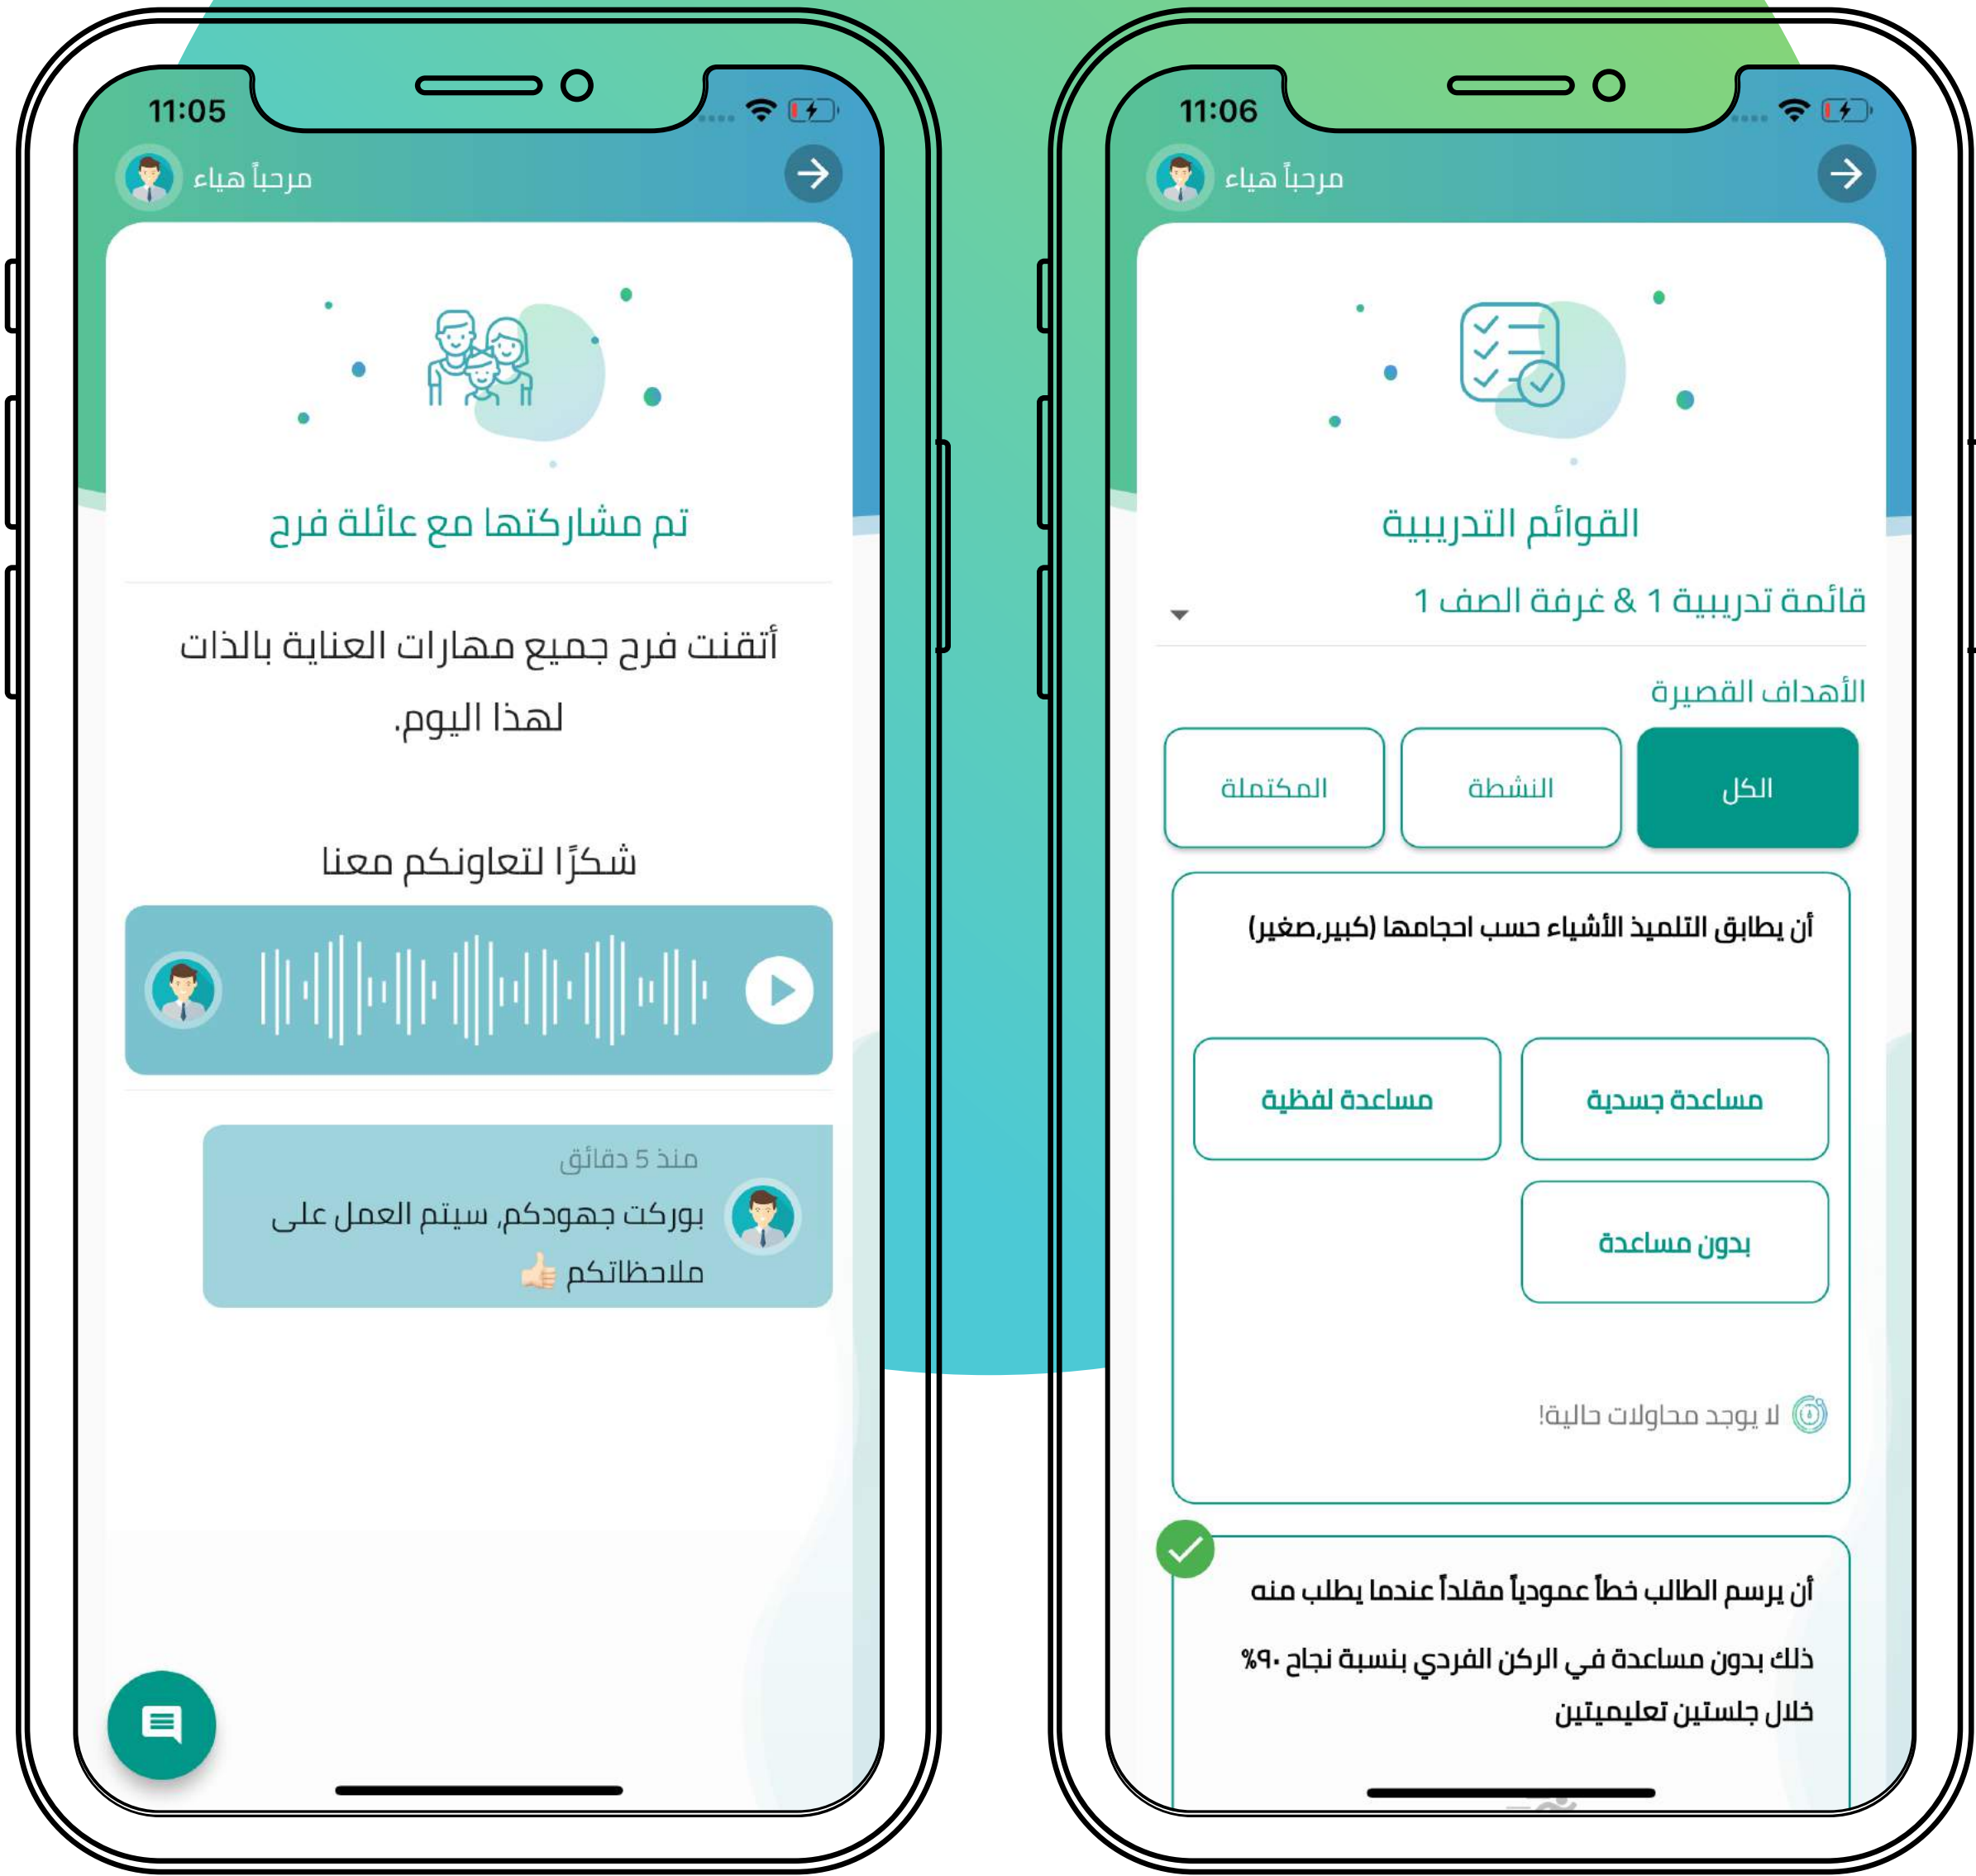 11:05
مرحباً هياء
تم مشاركتها مع عائلة فرح
أتقنت فرح جميع مهارات العناية بالذات
لهذا اليوم.
شكرًا لتعاونكم معنا
منذ 5 دقائق
بوركت جهودكم, سيتم العمل على
ملاحظاتكم 👍🏻
11:06
مرحباً هياء
القوائم التدريبية
قائمة تدريبية 1 & غرفة الصف 1
الأهداف القصيرة
الكل
النشطة
المكتملة
أن يطابق التلميذ الأشياء حسب احجامها (كبير,صغير)
مساعدة جسدية
مساعدة لفظية
بدون مساعدة
لا يوجد محاولات حالية!
أن يرسم الطالب خطاً عمودياً مقلداً عندما يطلب منه
ذلك بدون مساعدة في الركن الفردي بنسبة نجاح ٩٠%
خلال جلستين تعليميتين